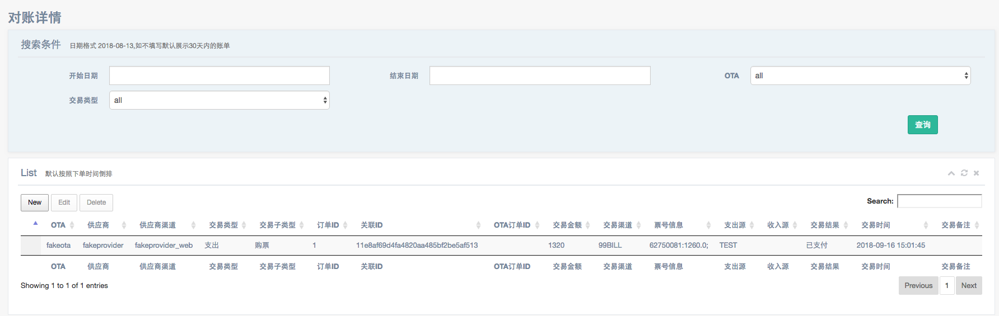 对账详情
搜索条件 日期格式 2018-08-13,如不填写默认展示30天内的账单
开始日期 结束日期 OTA all
交易类型 all
查询
List 默认按照下单时间倒排
New Edit Delete Search:
OTA 供应商 供应商渠道 交易类型 交易子类型 订单ID 关联ID OTA订单ID 交易金额 交易渠道 票号信息 支出源 收入源 交易结果 交易时间 交易备注
fakeota fakeprovider fakeprovider_web 支出 购票 1 11e8af69d4fa4820aa485bf2be5af513 1320 99BILL 62750081:1260.0; TEST 已支付 2018-09-16 15:01:45
OTA 供应商 供应商渠道 交易类型 交易子类型 订单ID 关联ID OTA订单ID 交易金额 交易渠道 票号信息 支出源 收入源 交易结果 交易时间 交易备注
Showing 1 to 1 of 1 entries Previous 1 Next